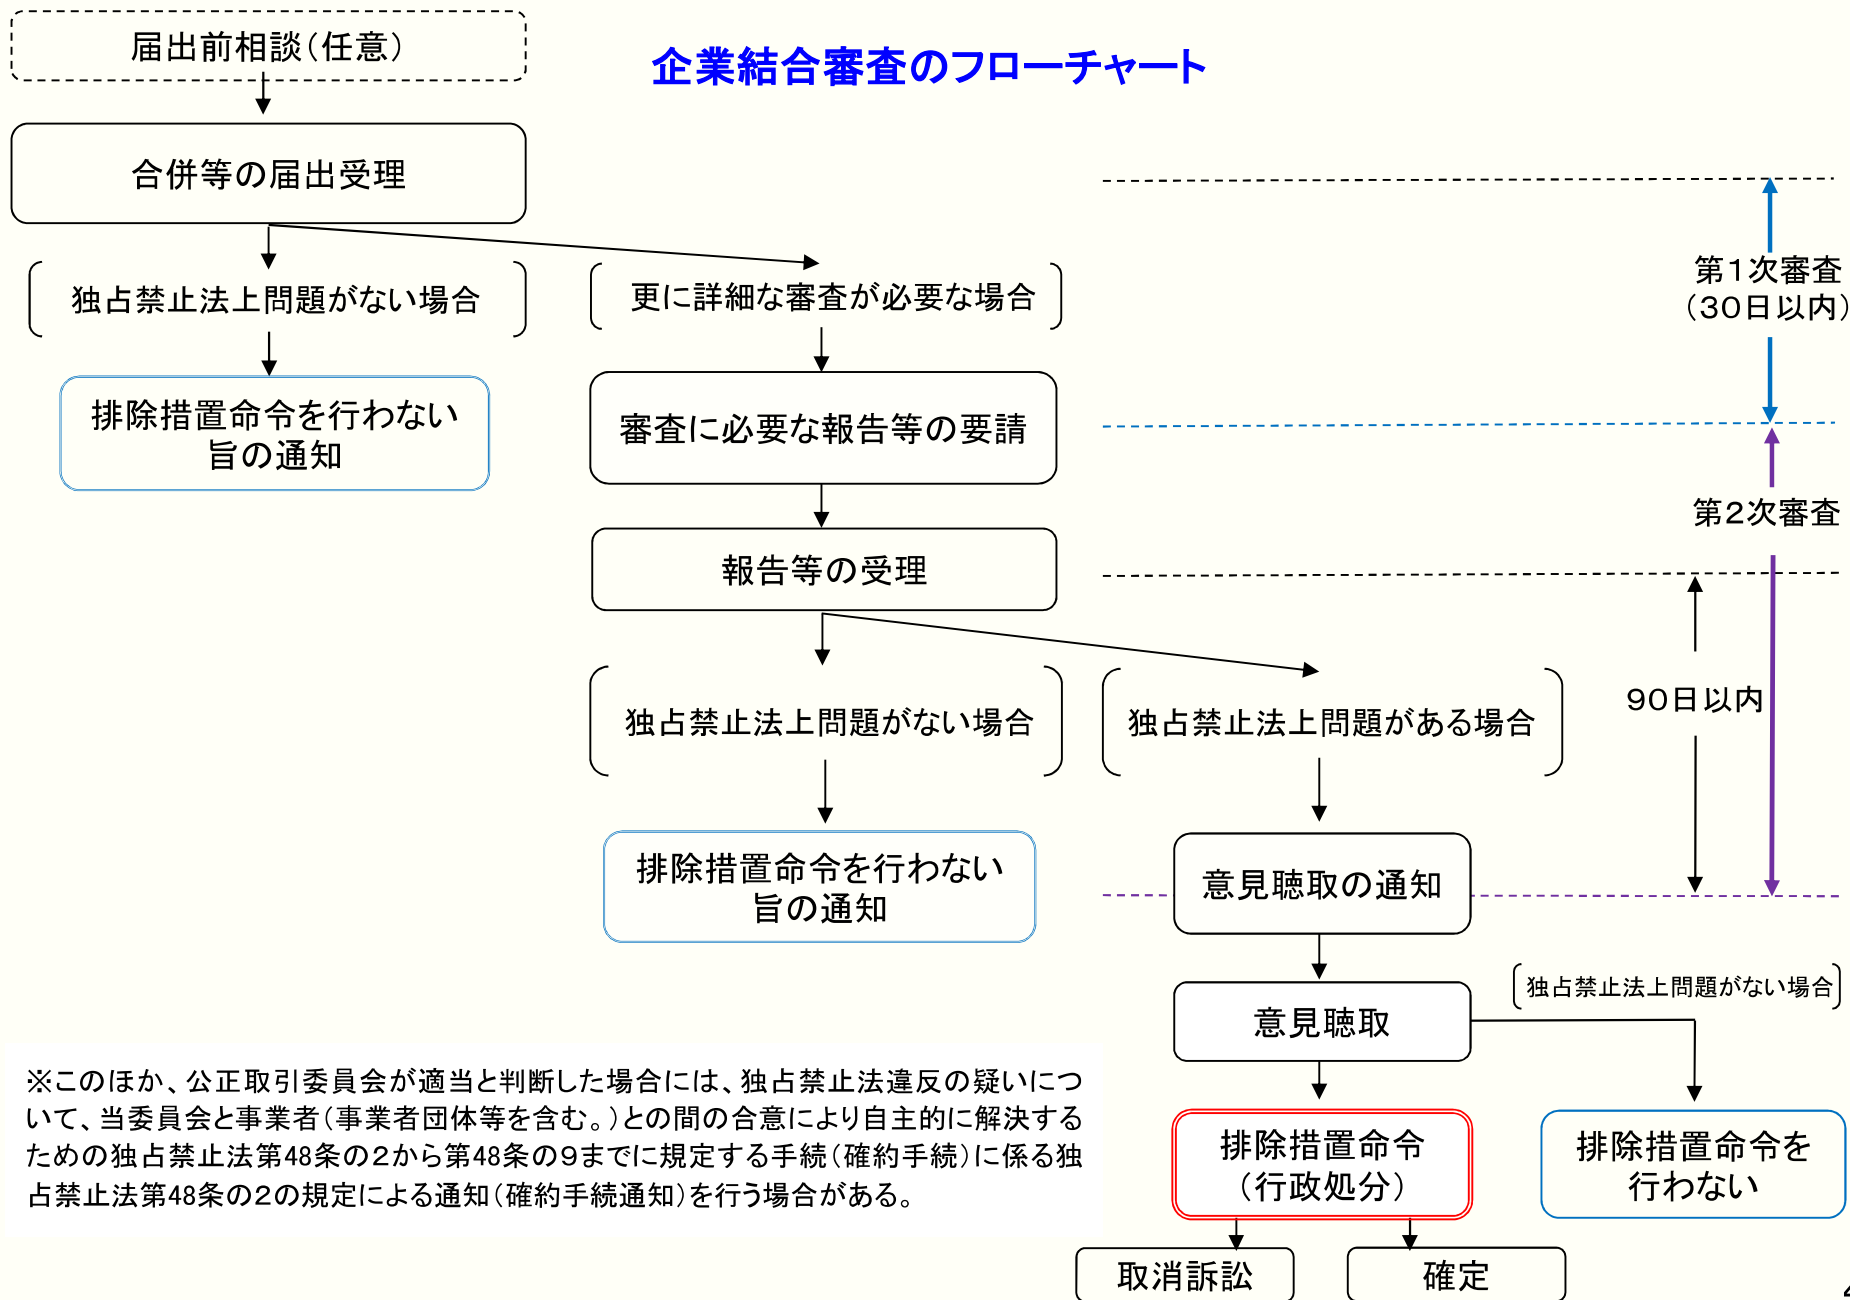 届出前相談（任意）
企業結合審査のフローチャート
合併等の届出受理
独占禁止法上問題がない場合
更に詳細な審査が必要な場合
第１次審査
（30日以内）
排除措置命令を行わない
旨の通知
審査に必要な報告等の要請
第２次審査
報告等の受理
独占禁止法上問題がない場合
独占禁止法上問題がある場合
９０日以内
排除措置命令を行わない
旨の通知
意見聴取の通知
独占禁止法上問題がない場合
意見聴取
※このほか、公正取引委員会が適当と判断した場合には、独占禁止法違反の疑いにつ
いて、当委員会と事業者（事業者団体等を含む。）との間の合意により自主的に解決する
ための独占禁止法第48条の２から第48条の９までに規定する手続（確約手続）に係る独
占禁止法第48条の２の規定による通知（確約手続通知）を行う場合がある。
排除措置命令
（行政処分）
排除措置命令を
行わない
取消訴訟
確定